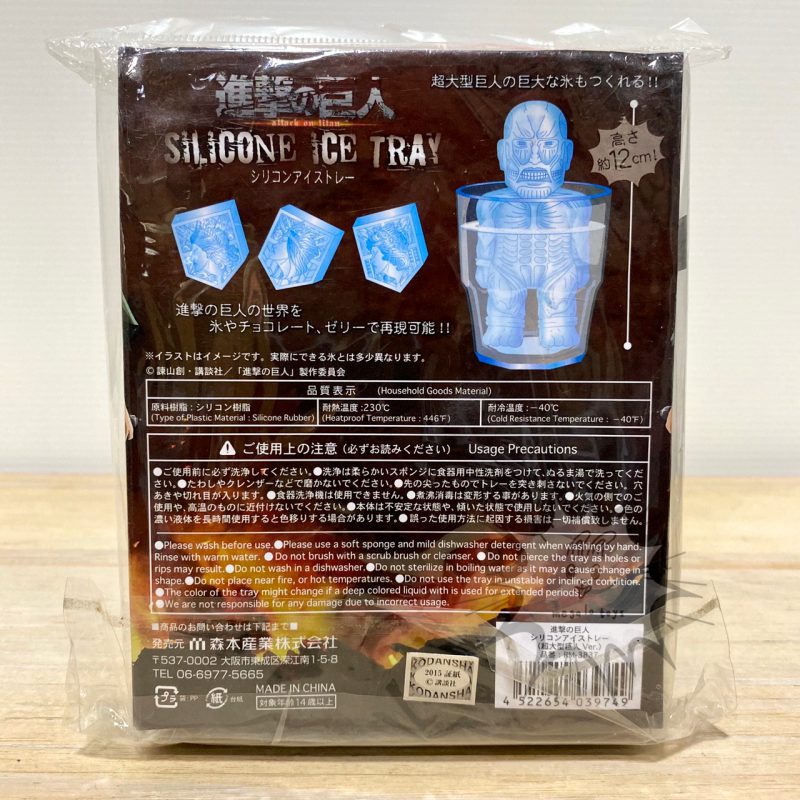 超大型巨人の巨大な氷もつくれる!!
進撃の巨人
attack on titan
SILICONE ICE TRAY
シリコンアイストレー
高さ
約12cm!
進撃の巨人の世界を
氷やチョコレート、ゼリーで再現可能!!
※イラストはイメージです。実際にできる氷とは多少異なります。
© 諫山創・講談社/「進撃の巨人」製作委員会
品質表示 (Household Goods Material)
原料樹脂:シリコン樹脂
(Type of Plastic Material : Silicone Rubber)
耐熱温度:230℃
(Heatproof Temperature : 446℉)
耐冷温度:−40℃
(Cold Resistance Temperature : −40℉)
ご使用上の注意(必ずお読みください) Usage Precautions
●ご使用前に必ず洗浄してください。●洗浄は柔らかいスポンジに食器用中性洗剤をつけて、ぬるま湯で洗ってくだ
さい。●たわしやクレンザーなどで磨かないでください。●先の尖ったものでトレーを突き刺さないでください。穴
あきや切れ目が入ります。●食器洗浄機は使用できません。●煮沸消毒は変形する事があります。●火気の側でのご
使用や、高温のものに近付けないでください。●本体は不安定な状態や、傾いた状態で使用しないでください。●色の
濃い液体を長時間使用すると色移りする場合があります。●誤った使用方法に起因する損害は一切補償致しません。
●Please wash before use.●Please use a soft sponge and mild dishwasher detergent when washing by hand.
Rinse with warm water. ●Do not brush with a scrub brush or cleanser. ●Do not pierce the tray as holes or
rips may result. ●Do not wash in a dishwasher. ●Do not sterilize in boiling water as it may a cause change in
shape.●Do not place near fire, or hot temperatures. ●Do not use the tray in unstable or inclined condition.
●The color of the tray might change if a deep colored liquid with is used for extended periods.
●We are not responsible for any damage due to incorrect usage.
magolo toys
■商品のお問い合わせは下記まで■
発売元 森本産業株式会社
〒537-0002 大阪市東成区深江南1-5-8
TEL 06-6977-5665
プラ
袋:PP
紙
台紙
MADE IN CHINA
対象年齢14歳以上
KODANSHA
2015 証紙
©講談社
KODANSHA
進撃の巨人
シリコンアイストレー
(超大型巨人 Ver.)
品番 RM-3837
4 522654 039749